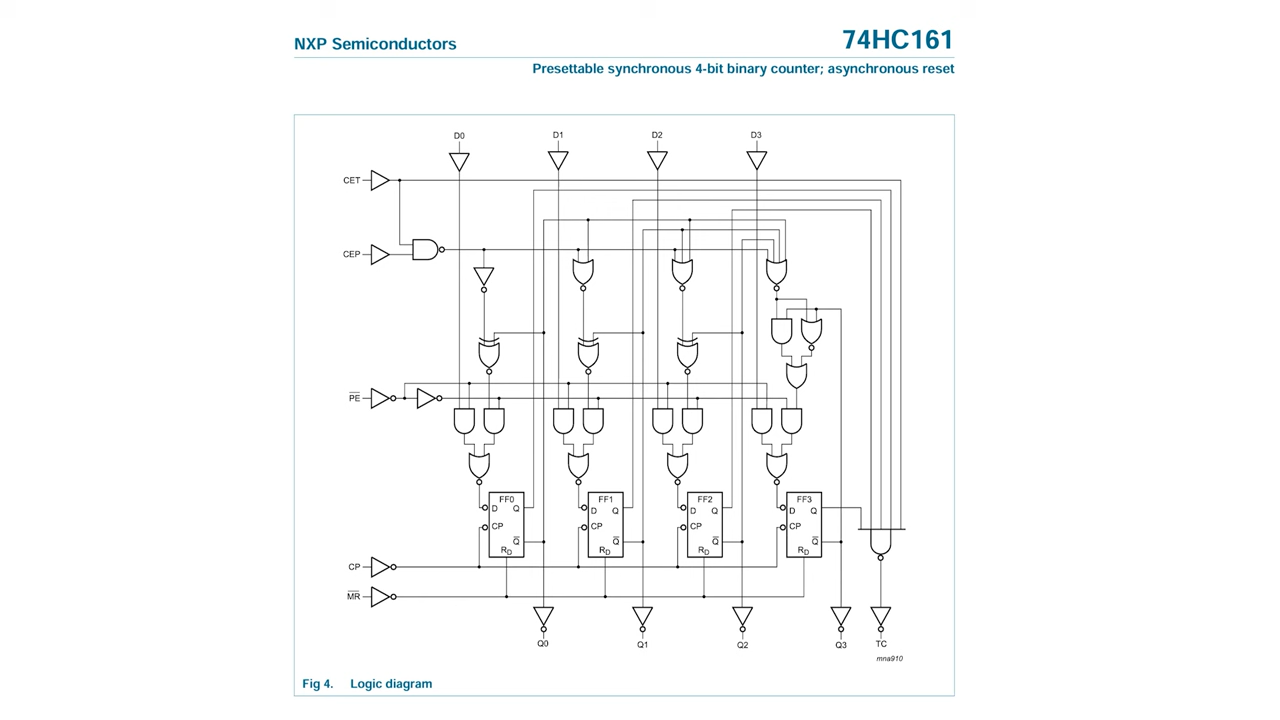 NXP Semiconductors
74HC161
Presettable synchronous 4-bit binary counter; asynchronous reset
D0 D1 D2 D3
CET
CEP
PE
FF0 FF1 FF2 FF3
D Q D Q D Q D Q
CP CP CP CP
Q Q Q Q
RD RD RD RD
CP
MR
Q0 Q1 Q2 Q3 TC
mna910
Fig 4. Logic diagram